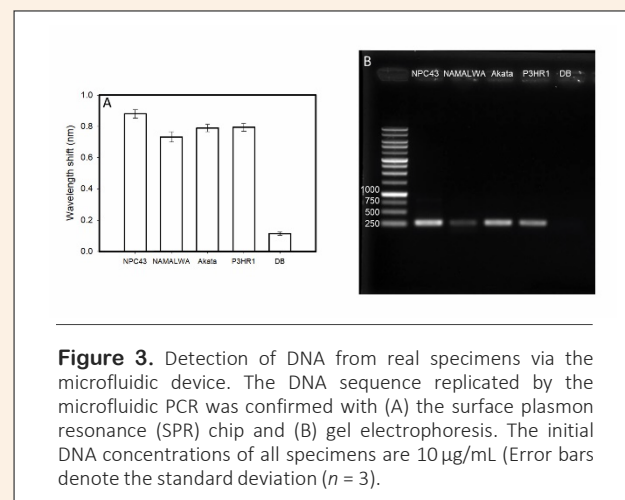 A
1.0
0.8
0.6
0.4
0.2
0.0
Wavelength shift (nm)
NPC43 NAMALWA Akata P3HR1 DB
B
NPC43 NAMALWA Akata P3HR1 DB
1000
750
500
250
Figure 3. Detection of DNA from real specimens via the
microfluidic device. The DNA sequence replicated by the
microfluidic PCR was confirmed with (A) the surface plasmon
resonance (SPR) chip and (B) gel electrophoresis. The initial
DNA concentrations of all specimens are 10 µg/mL (Error bars
denote the standard deviation (n = 3).